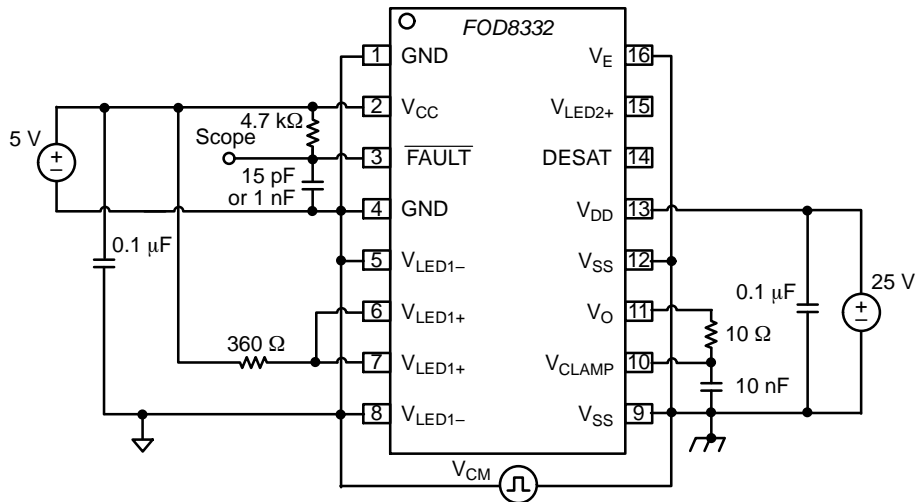 FOD8332
1 GND
2 VCC
3 FAULT
4 GND
5 VLED1–
6 VLED1+
7 VLED1+
8 VLED1–
VE 16
VLED2+ 15
DESAT 14
VDD 13
VSS 12
VO 11
VCLAMP 10
VSS 9
5 V
+
–
Scope
4.7 kΩ
15 pF
or 1 nF
0.1 μF
360 Ω
VCM
10 Ω
10 nF
0.1 μF
25 V
+
–